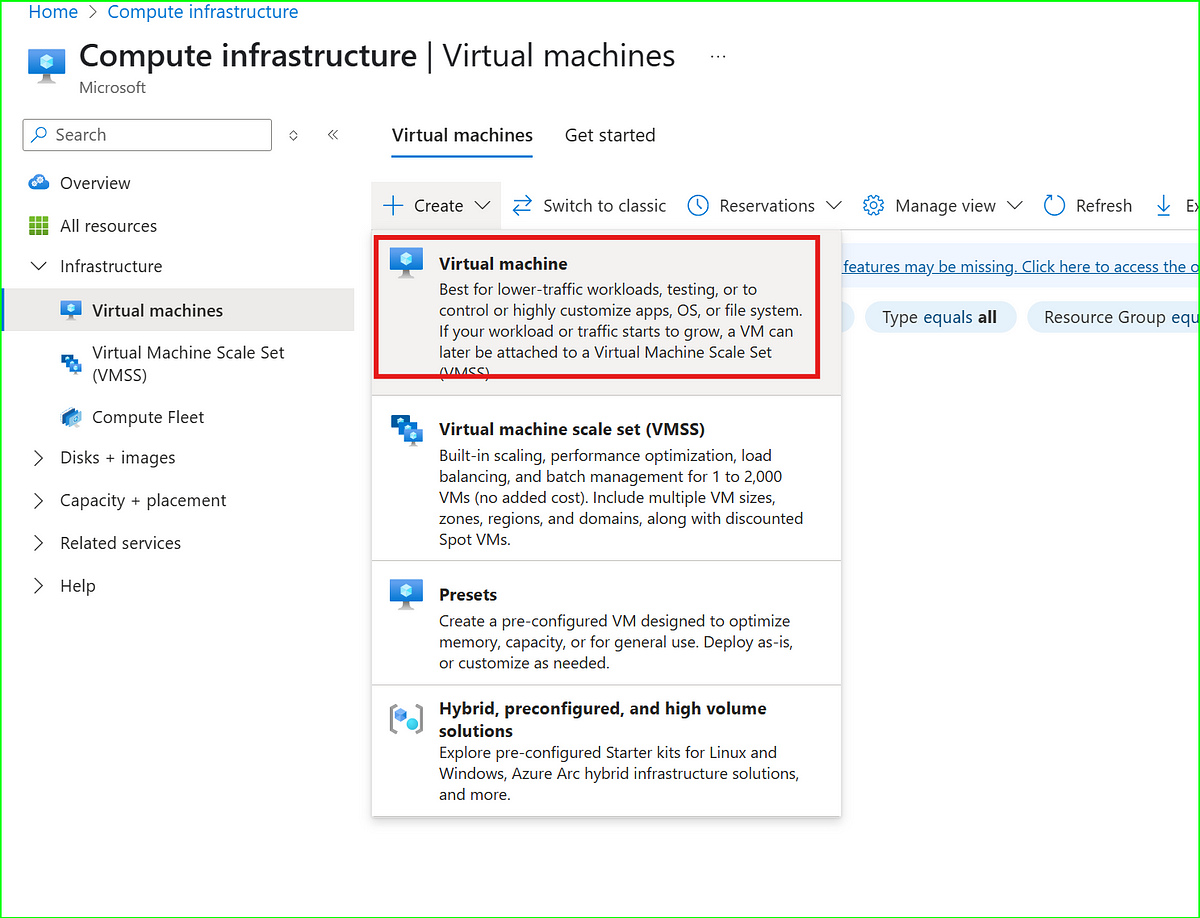 Home > Compute infrastructure
Compute infrastructure | Virtual machines ...
Microsoft
Search
Overview
All resources
Infrastructure
Virtual machines
Virtual Machine Scale Set
(VMSS)
Compute Fleet
Disks + images
Capacity + placement
Related services
Help
Virtual machines Get started
Create Switch to classic Reservations Manage view Refresh
features may be missing. Click here to access the
Type equals all Resource Group
Virtual machine
Best for lower-traffic workloads, testing, or to
control or highly customize apps, OS, or file system.
If your workload or traffic starts to grow, a VM can
later be attached to a Virtual Machine Scale Set
(VMSS)
Virtual machine scale set (VMSS)
Built-in scaling, performance optimization, load
balancing, and batch management for 1 to 2,000
VMs (no added cost). Include multiple VM sizes,
zones, regions, and domains, along with discounted
Spot VMs.
Presets
Create a pre-configured VM designed to optimize
memory, capacity, or for general use. Deploy as-is,
or customize as needed.
Hybrid, preconfigured, and high volume
solutions
Explore pre-configured Starter kits for Linux and
Windows, Azure Arc hybrid infrastructure solutions,
and more.